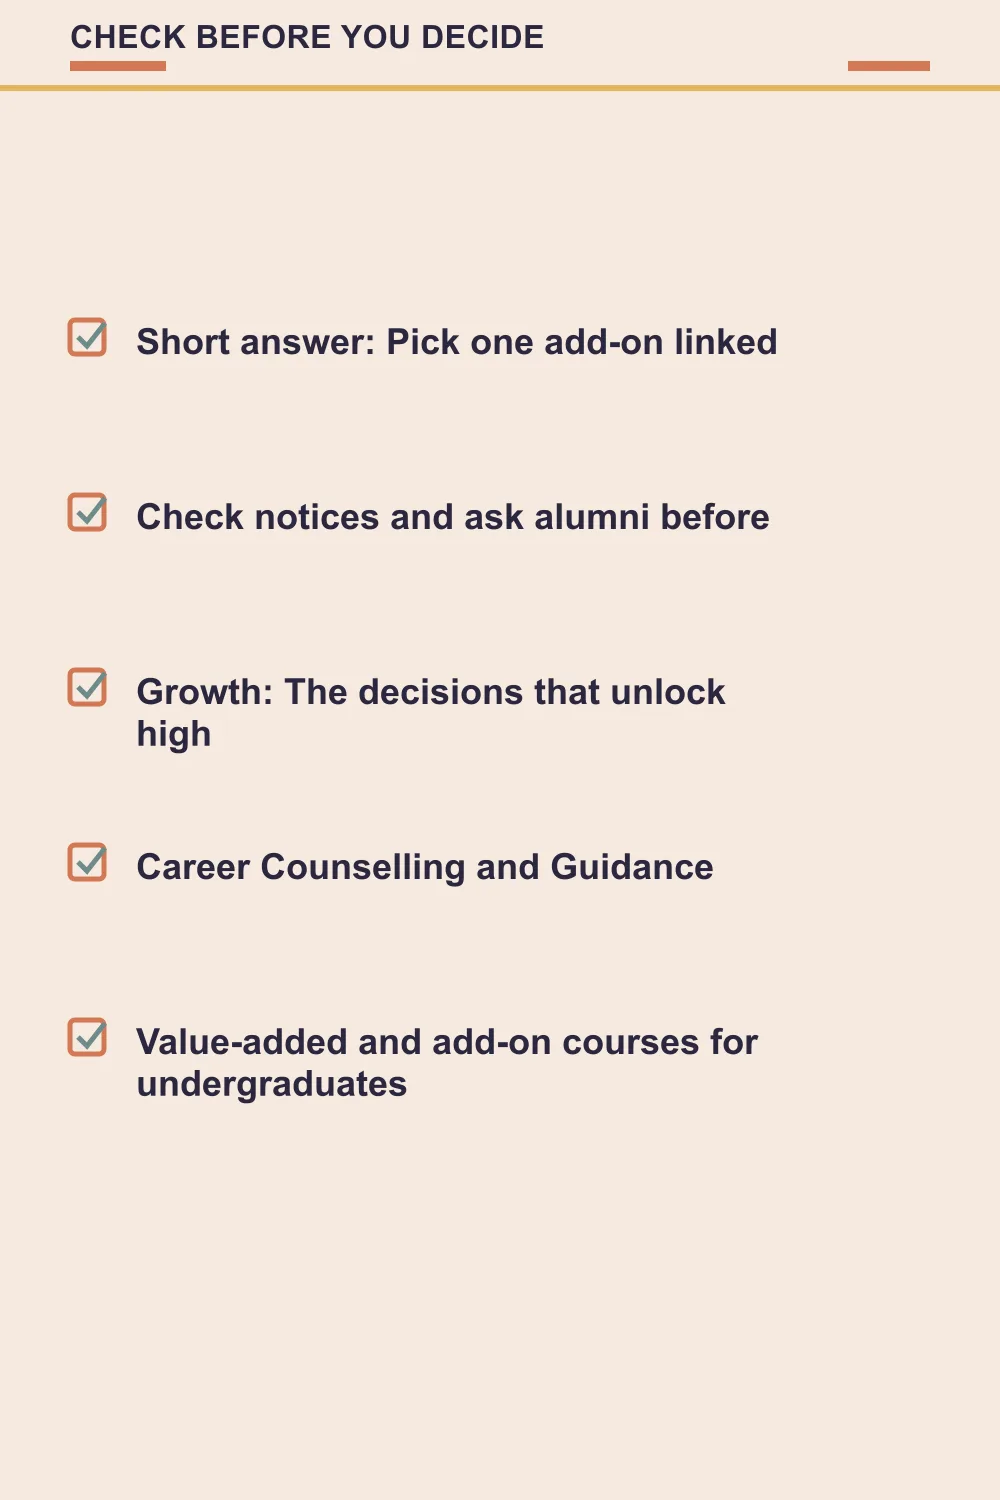 CHECK BEFORE YOU DECIDE
Short answer: Pick one add-on linked
Check notices and ask alumni before
Growth: The decisions that unlock
high
Career Counselling and Guidance
Value-added and add-on courses for
undergraduates